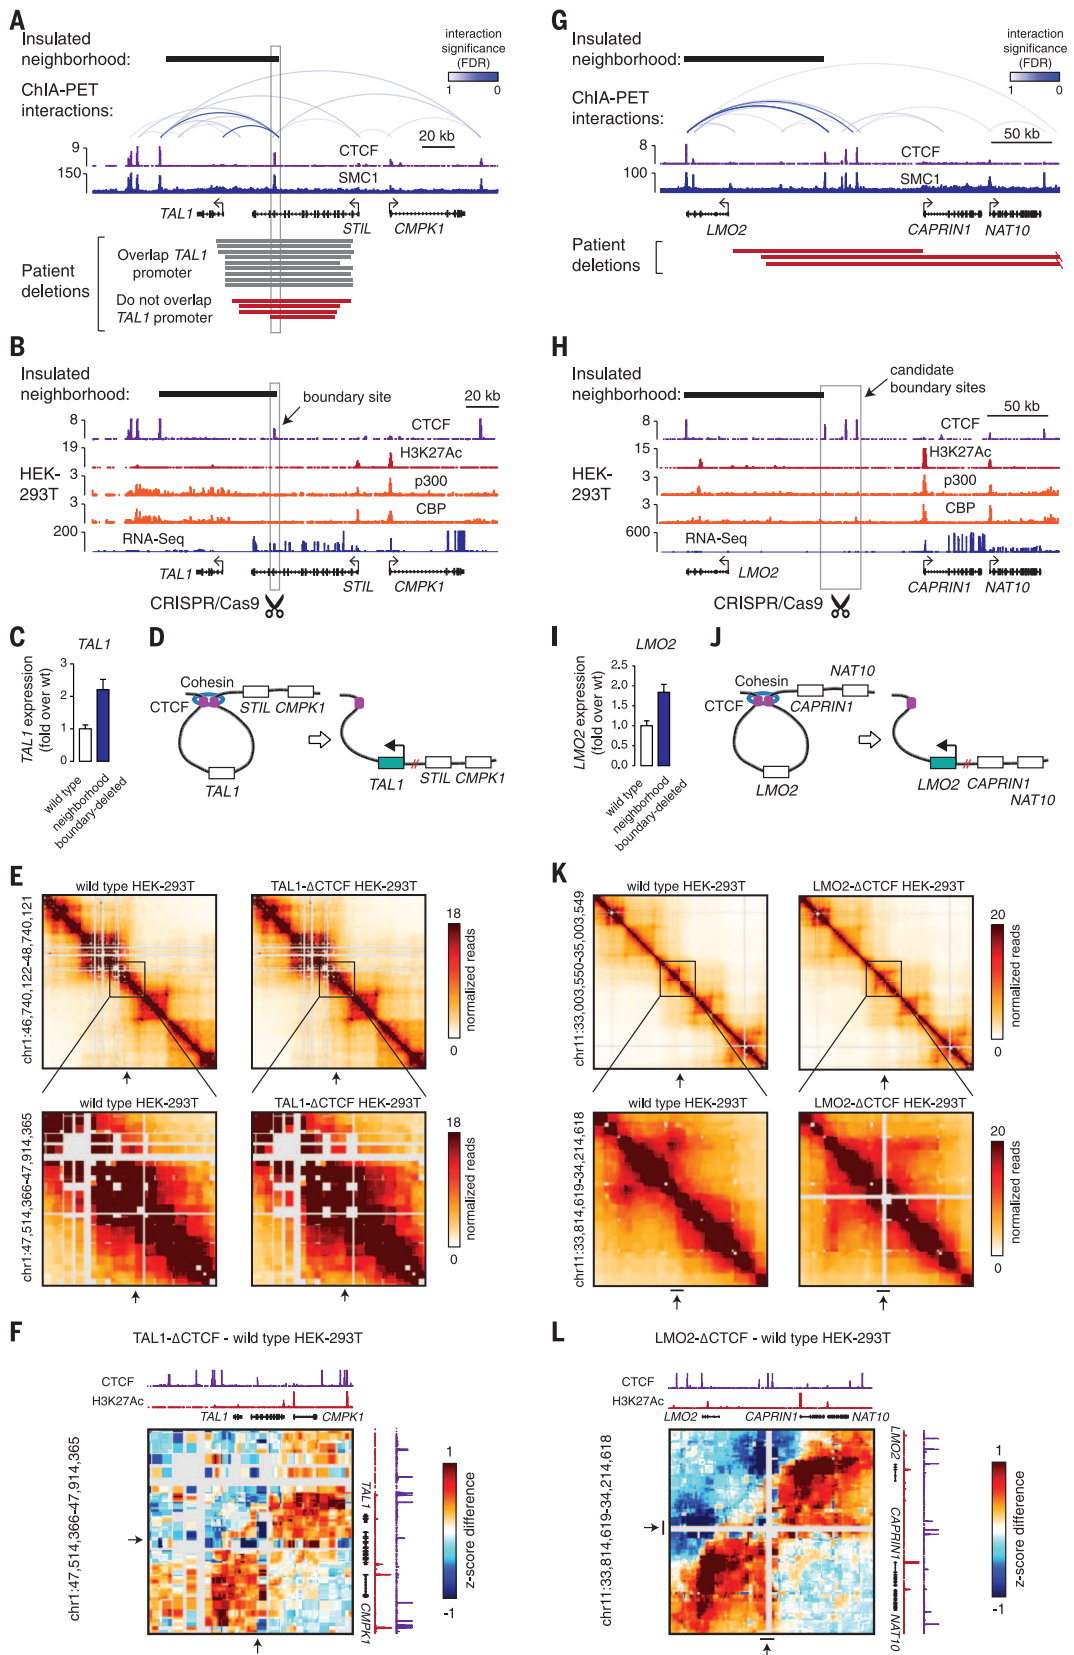 A
Insulated
neighborhood:
interaction
significance
(FDR)
1 0
ChIA-PET
interactions:
20 kb
9
CTCF
150
SMC1
TAL1
STIL
CMPK1
Patient
deletions
Overlap TAL1
promoter
Do not overlap
TAL1 promoter
B
Insulated
neighborhood:
boundary site
20 kb
8
CTCF
19
H3K27Ac
HEK-
293T
3
p300
3
CBP
200
RNA-Seq
TAL1
STIL
CMPK1
CRISPR/Cas9
C
TAL1
TAL1 expression
(fold over wt)
3
2
1
0
wild type
neighborhood
boundary-deleted
D
Cohesin
CTCF
STIL CMPK1
TAL1
TAL1
STIL CMPK1
E
wild type HEK-293T
TAL1-ΔCTCF HEK-293T
chr1:46,740,122-48,740,121
18
normalized reads
0
wild type HEK-293T
TAL1-ΔCTCF HEK-293T
chr1:47,514,366-47,914,365
18
normalized reads
0
F
TAL1-ΔCTCF - wild type HEK-293T
CTCF
H3K27Ac
TAL1
CMPK1
chr1:47,514,366-47,914,365
TAL1
CMPK1
1
z-score difference
-1
G
Insulated
neighborhood:
interaction
significance
(FDR)
1 0
ChIA-PET
interactions:
50 kb
8
CTCF
100
SMC1
LMO2
CAPRIN1
NAT10
Patient
deletions
H
Insulated
neighborhood:
candidate
boundary sites
50 kb
8
CTCF
15
H3K27Ac
HEK-
293T
3
p300
3
CBP
600
RNA-Seq
LMO2
CAPRIN1
NAT10
CRISPR/Cas9
I
LMO2
LMO2 expression
(fold over wt)
2.5
2.0
1.5
1.0
0.5
0.0
wild type
neighborhood
boundary-deleted
J
Cohesin
CTCF
NAT10
CAPRIN1
LMO2
LMO2 CAPRIN1
NAT10
K
wild type HEK-293T
LMO2-ΔCTCF HEK-293T
chr11:33,003,550-35,003,549
20
normalized reads
0
wild type HEK-293T
LMO2-ΔCTCF HEK-293T
chr11:33,814,619-34,214,618
20
normalized reads
0
L
LMO2-ΔCTCF - wild type HEK-293T
CTCF
H3K27Ac
LMO2
CAPRIN1
NAT10
chr11:33,814,619-34,214,618
LMO2
CAPRIN1
NAT10
1
z-score difference
-1